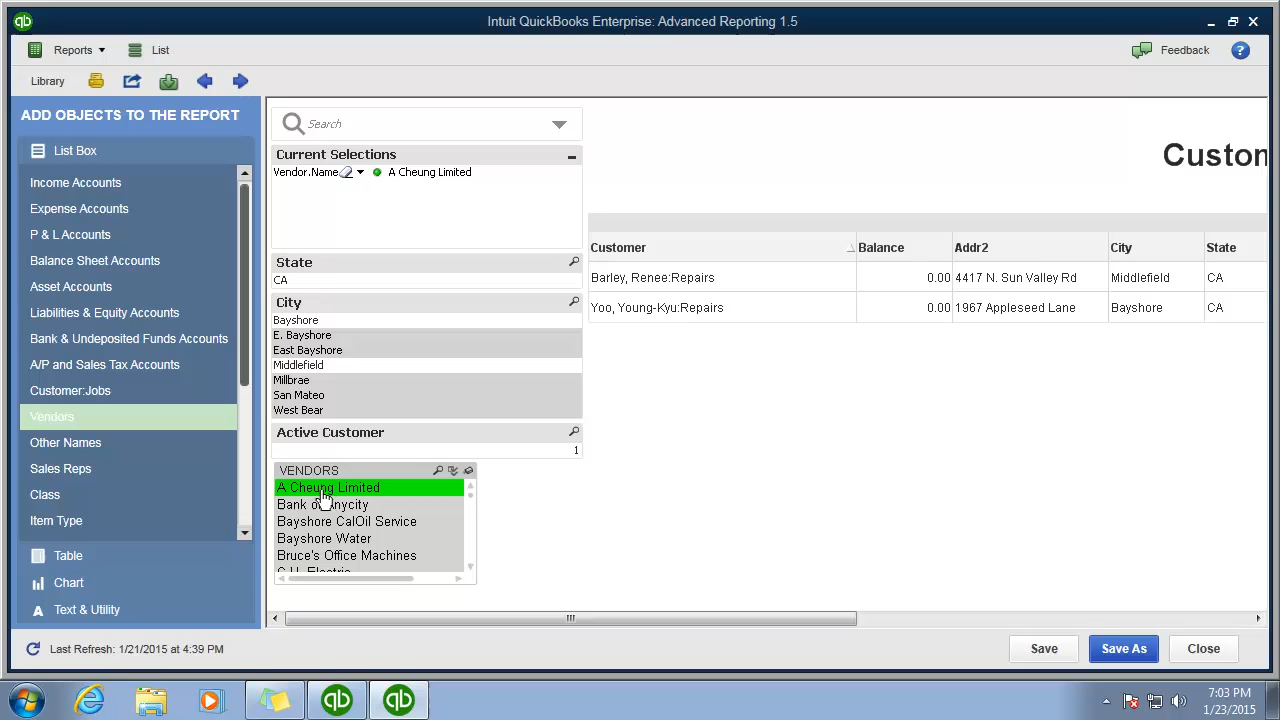 Intuit QuickBooks Enterprise: Advanced Reporting 1.5
Reports
List
Feedback
Library
ADD OBJECTS TO THE REPORT
List Box
Income Accounts
Expense Accounts
P & L Accounts
Balance Sheet Accounts
Asset Accounts
Liabilities & Equity Accounts
Bank & Undeposited Funds Accounts
A/P and Sales Tax Accounts
Customer:Jobs
Vendors
Other Names
Sales Reps
Class
Item Type
Table
Chart
Text & Utility
Search
Current Selections
Vendor.Name A Cheung Limited
State
CA
City
Bayshore
E. Bayshore
East Bayshore
Middlefield
Millbrae
San Mateo
West Bear
Active Customer
1
VENDORS
A Cheung Limited
Bank of Anycity
Bayshore CalOil Service
Bayshore Water
Bruce's Office Machines
C.U. Electric
Custom
Customer Balance Addr2 City State
Barley, Renee:Repairs 0.00 4417 N. Sun Valley Rd Middlefield CA
Yoo, Young-Kyu:Repairs 0.00 1967 Appleseed Lane Bayshore CA
Last Refresh: 1/21/2015 at 4:39 PM
Save
Save As
Close
7:03 PM
1/23/2015